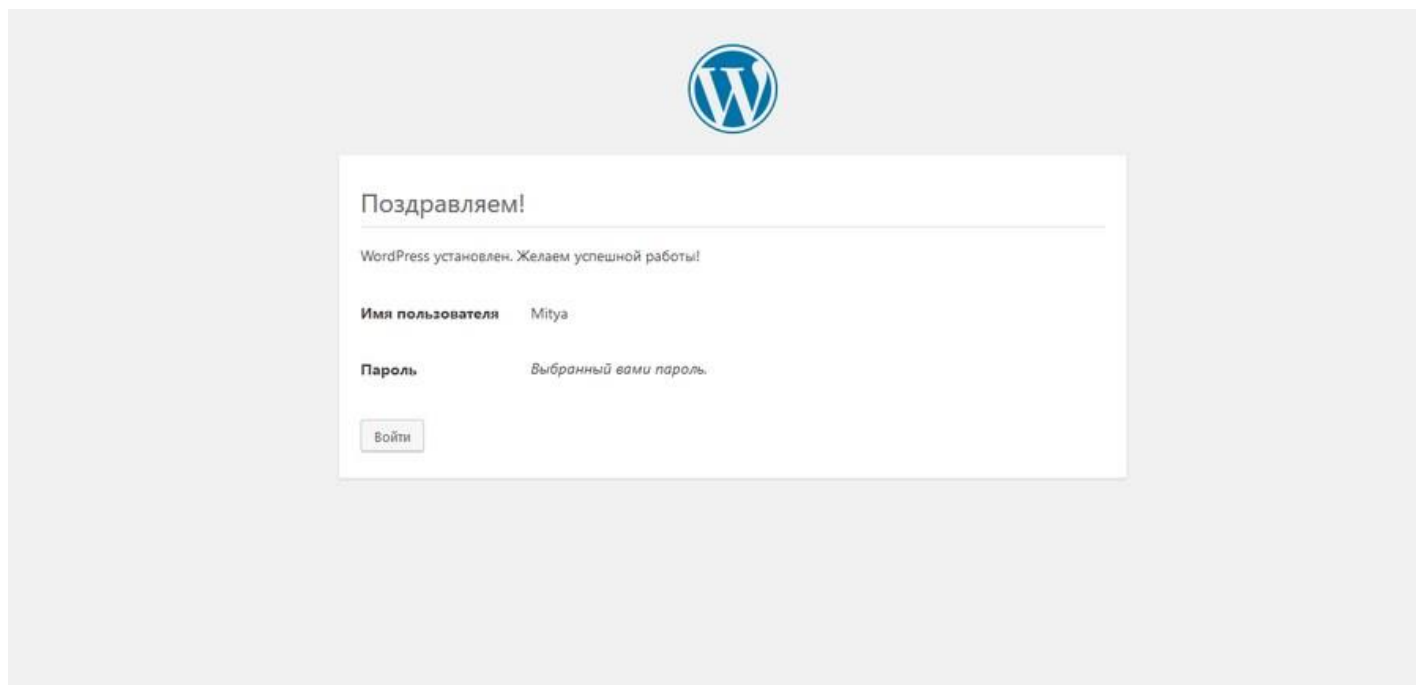 Поздравляем!
WordPress установлен. Желаем успешной работы!
Имя пользователя Mitya
Пароль Выбранный вами пароль.
Войти